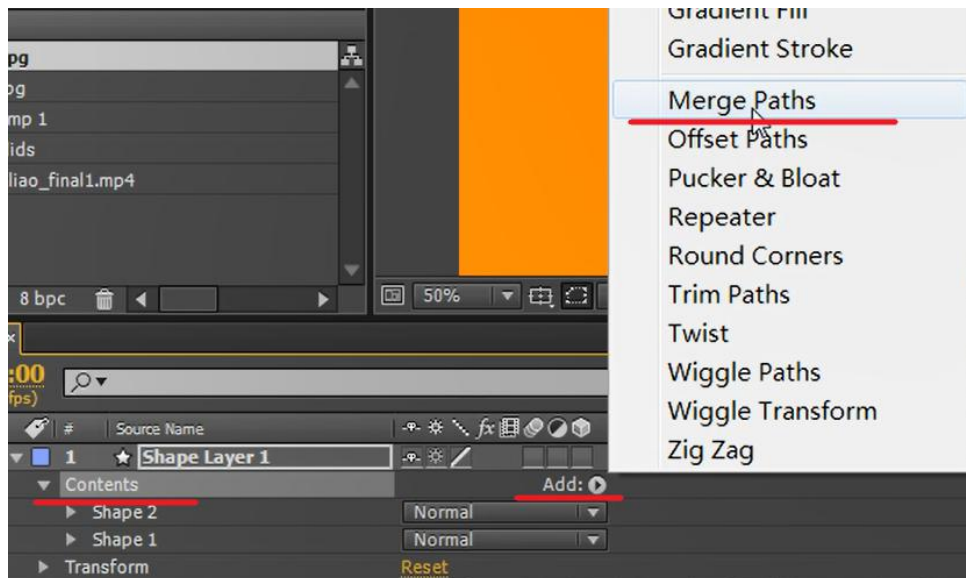 Gradient Fill
Gradient Stroke
Merge Paths
Offset Paths
Pucker & Bloat
Repeater
Round Corners
Trim Paths
Twist
Wiggle Paths
Wiggle Transform
Zig Zag
pg
pg
mp 1
lids
liao_final1.mp4
8 bpc
50%
:00
fps)
# Source Name
fx
1 Shape Layer 1
Contents Add:
Shape 2 Normal
Shape 1 Normal
Transform Reset